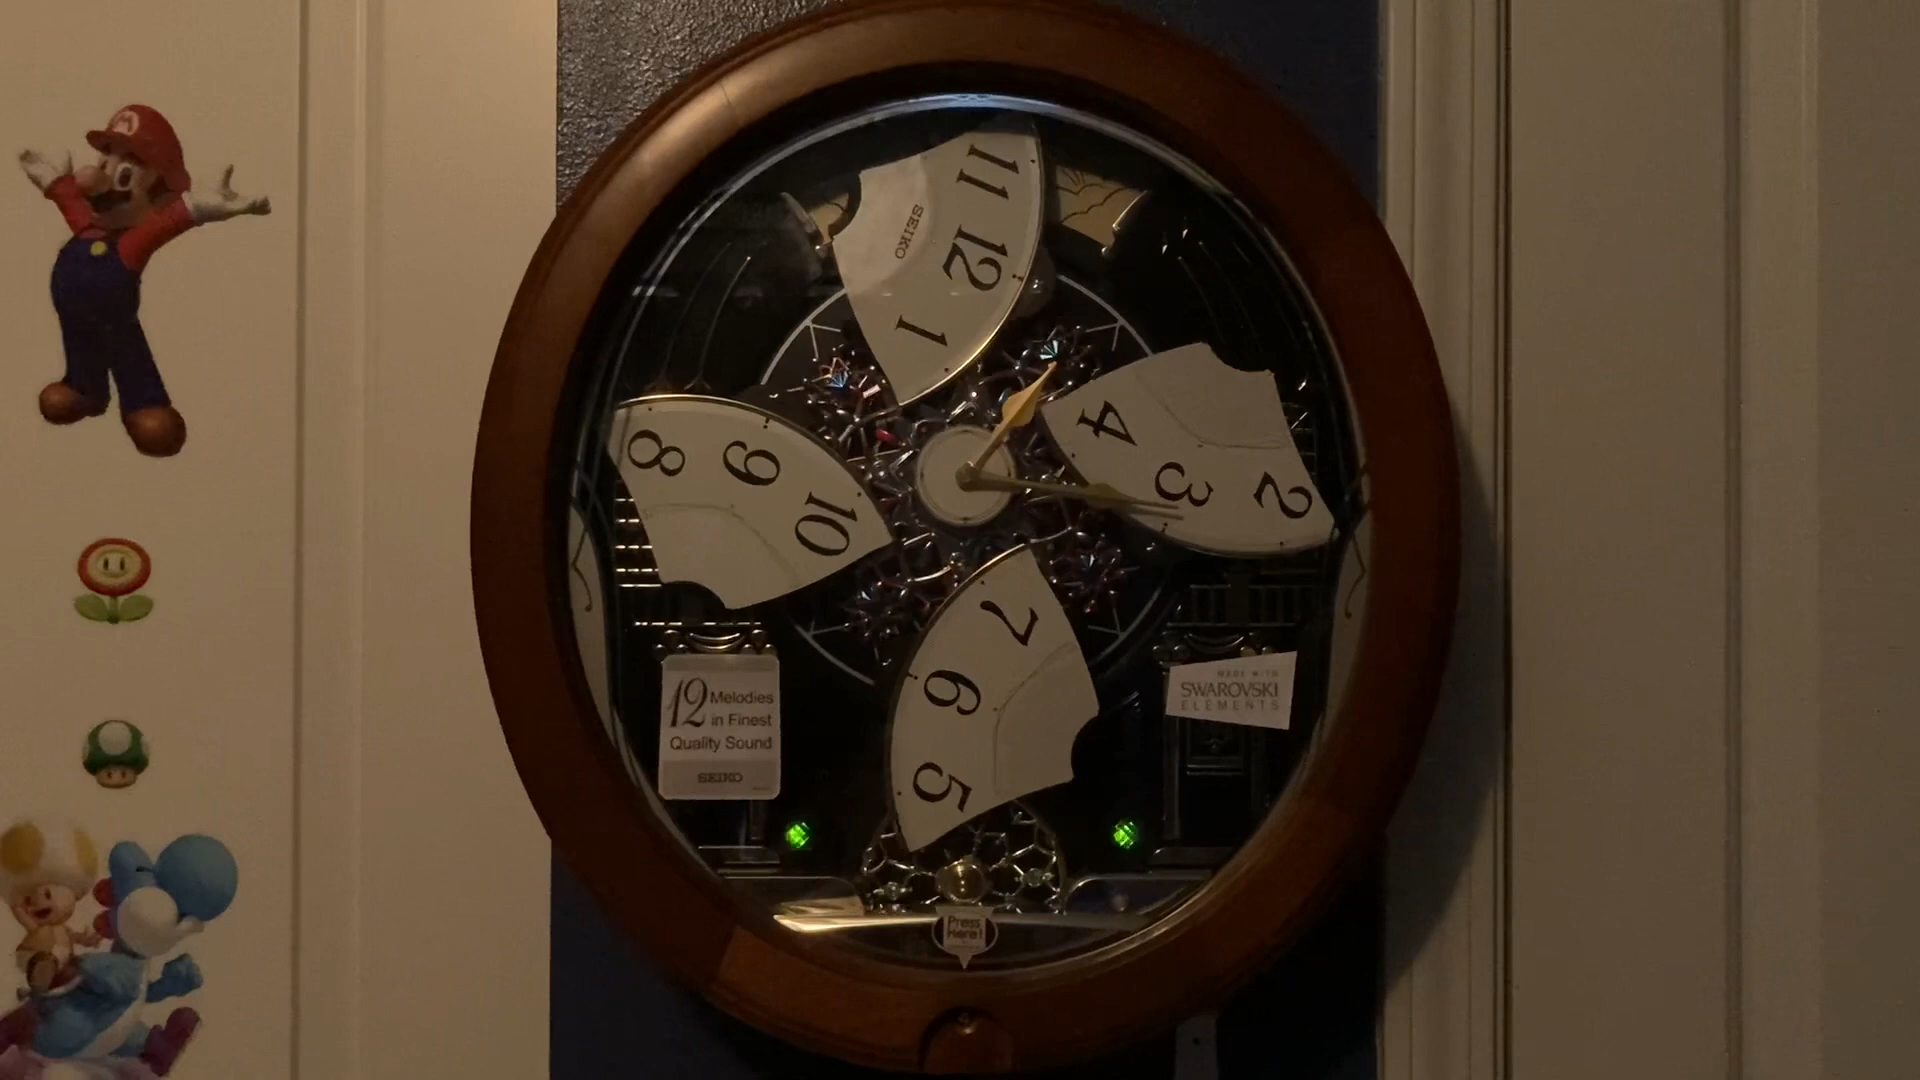 M
11
SEIKO
12
1
4
3
2
8
9
10
7
6
5
12 Melodies
in Finest
Quality Sound
SEIKO
MADE WITH
SWAROVSKI
ELEMENTS
Press
Here!